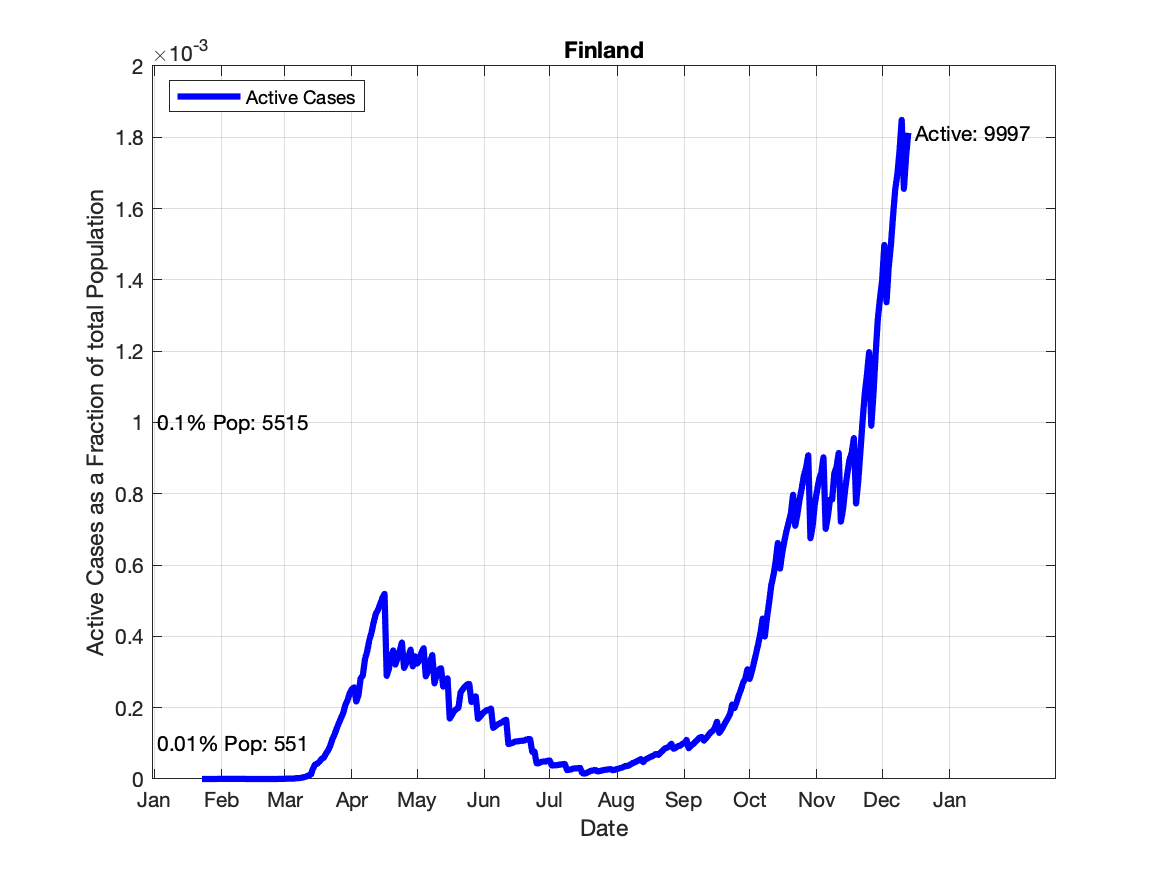 Finland
×10-3
Active Cases
2
1.8
1.6
1.4
1.2
1
0.8
0.6
0.4
0.2
0
Active Cases as a Fraction of total Population
Active: 9997
0.1% Pop: 5515
0.01% Pop: 551
Jan Feb Mar Apr May Jun Jul Aug Sep Oct Nov Dec Jan
Date